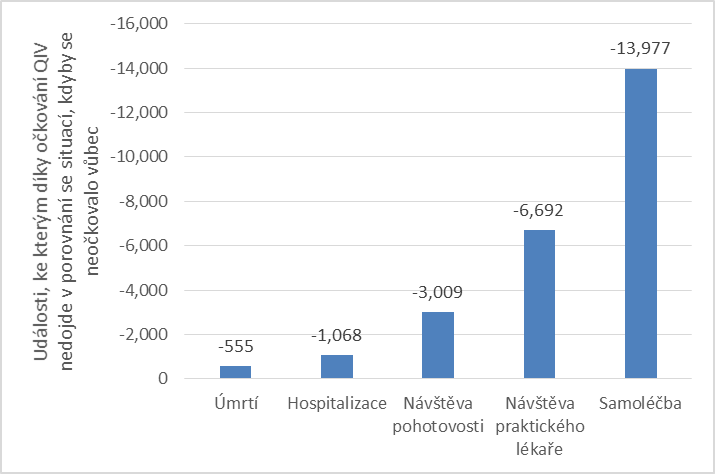 Události, ke kterým díky očkování QIV
nedojde v porovnání se situací, kdyby se
neočkovalo vůbec
-16,000
-14,000
-12,000
-10,000
-8,000
-6,000
-4,000
-2,000
0
-555
-1,068
-3,009
-6,692
-13,977
Úmrtí
Hospitalizace
Návštěva
pohotovosti
Návštěva
praktického
lékaře
Samoléčba